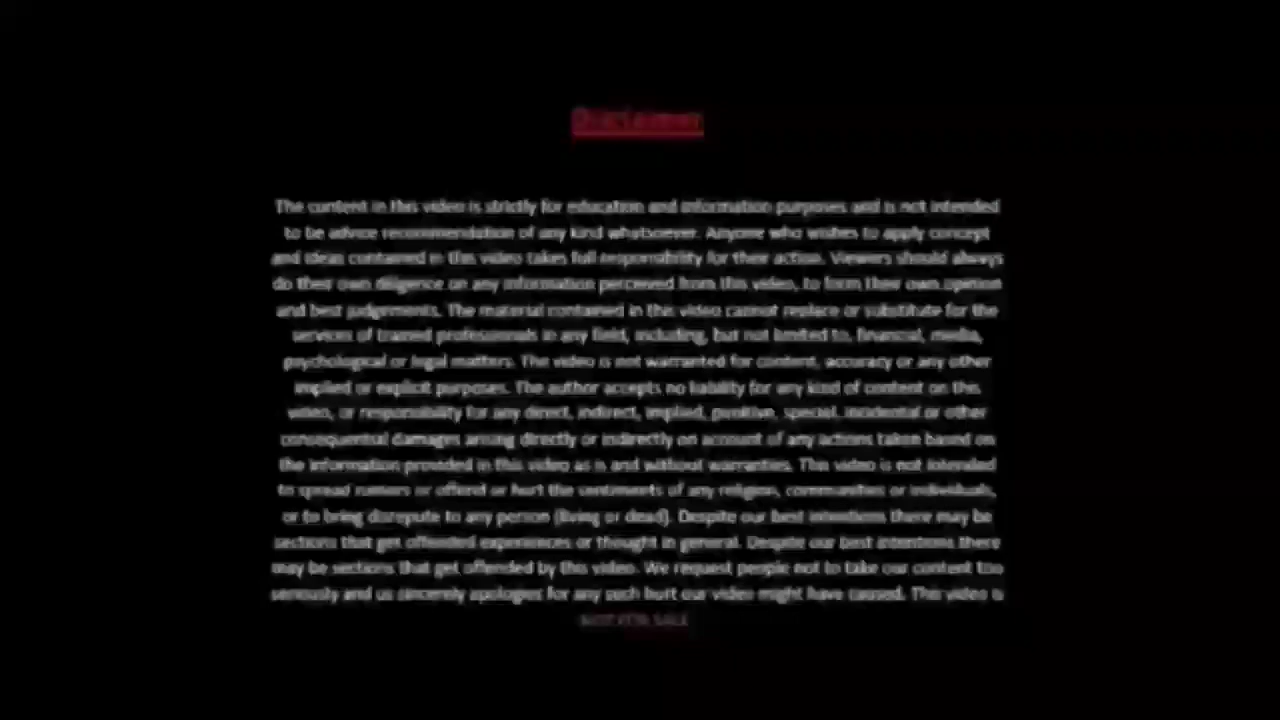 Disclaimer
The content in this video is strictly for education and information purposes and is not intended
to be advice recommendation of any kind whatsoever. Anyone who wishes to apply concept
and ideas contained in this video takes full responsibility for their action. Viewers should always
do their own diligence on any information perceived from this video, to form their own opinion
and best judgements. The material contained in this video cannot replace or substitute for the
services of trained professionals in any field, including, but not limited to, financial, media,
psychological or legal matters. The video is not warranted for content, accuracy or any other
implied or explicit purposes. The author accepts no liability for any kind of content on this
video, or responsibility for any direct, indirect, implied, punitive, special, incidental or other
consequential damages arising directly or indirectly on account of any actions taken based on
the information provided in this video as is and without warranties. This video is not intended
to spread rumors or offend or hurt the sentiments of any religion, communities or individuals,
or to bring disrepute to any person (living or dead). Despite our best intentions there may be
sections that get offended experiences or thought in general. Despite our best intentions there
may be sections that get offended by this video. We request people not to take our content too
seriously and us sincerely apologies for any such hurt our video might have caused. This video is
NOT FOR SALE